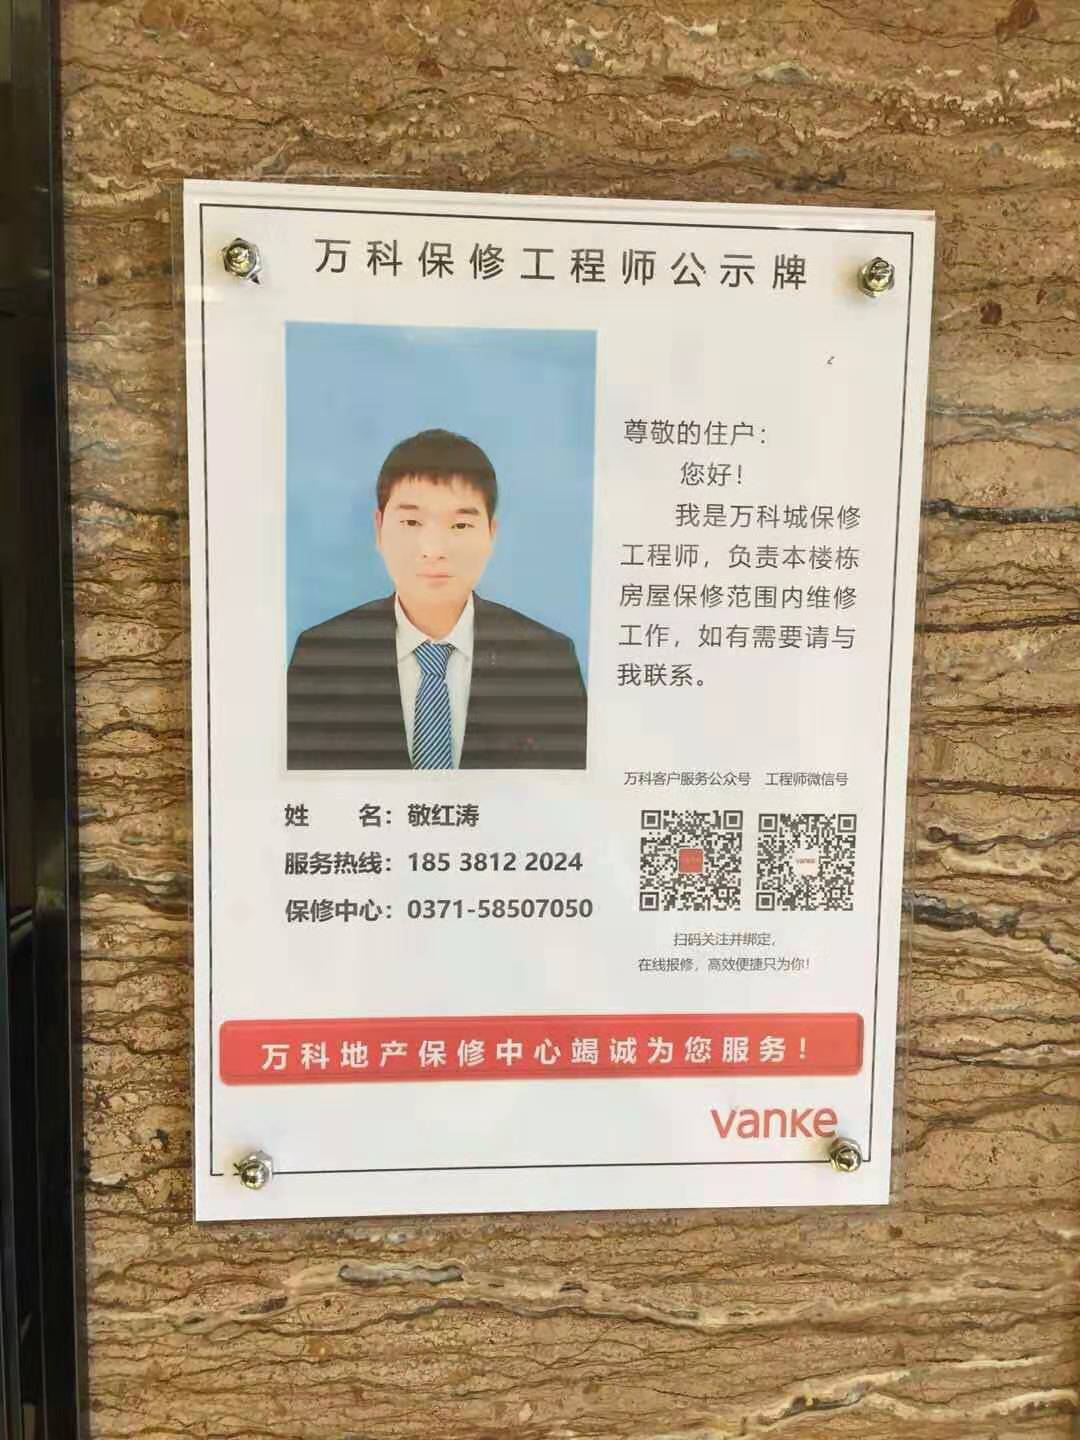 万科保修工程师公示牌
尊敬的住户：
您好！
我是万科城保修
工程师，负责本楼栋
房屋保修范围内维修
工作，如有需要请与
我联系。
万科客户服务公众号 工程师微信号
vanke
姓 名：敬红涛
服务热线：185 3812 2024
保修中心：0371-58507050
扫码关注并绑定，
在线报修，高效便捷只为你！
万科地产保修中心竭诚为您服务！
vanke